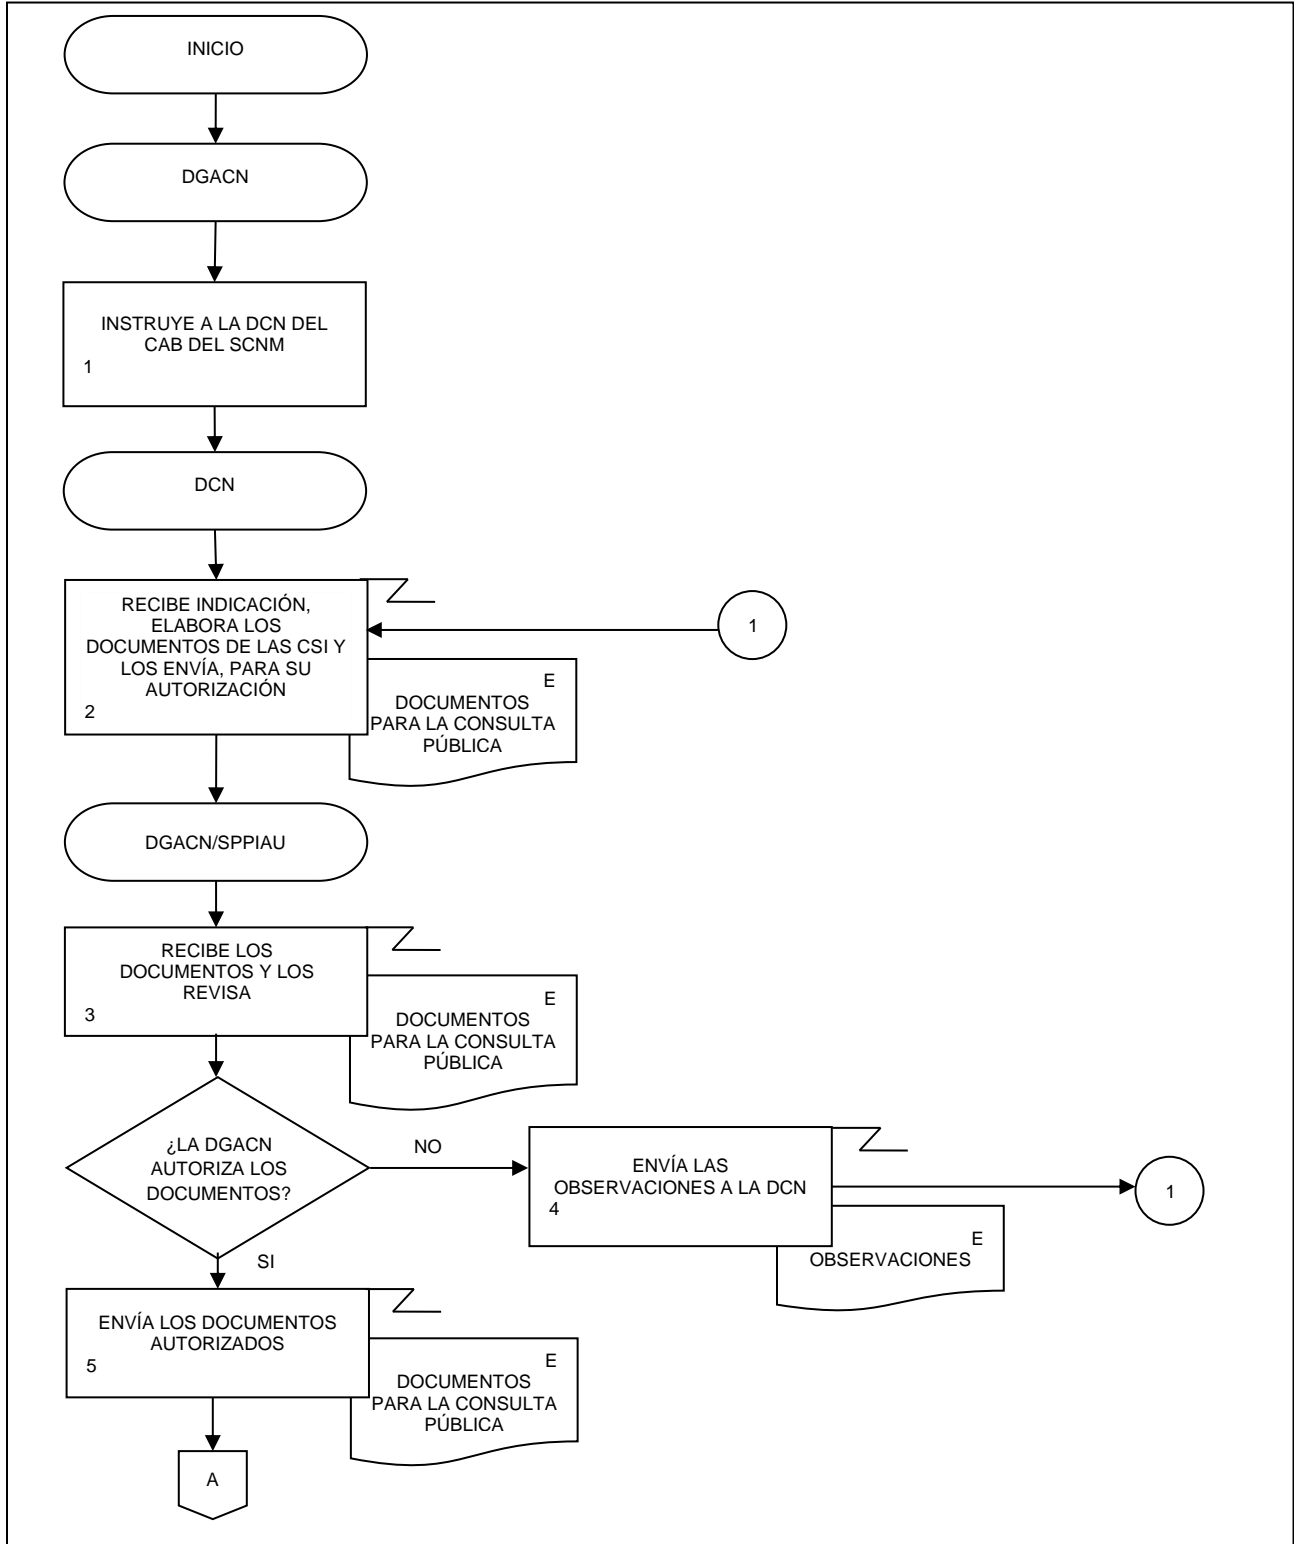 INICIO
DGACN
INSTRUYE A LA DCN DEL
CAB DEL SCNM
1
DCN
RECIBE INDICACIÓN,
ELABORA LOS
DOCUMENTOS DE LAS CSI Y
LOS ENVÍA, PARA SU
AUTORIZACIÓN
2
1
E
DOCUMENTOS
PARA LA CONSULTA
PÚBLICA
DGACN/SPPIAU
RECIBE LOS
DOCUMENTOS Y LOS
REVISA
3
E
DOCUMENTOS
PARA LA CONSULTA
PÚBLICA
¿LA DGACN
AUTORIZA LOS
DOCUMENTOS?
NO
ENVÍA LAS
OBSERVACIONES A LA DCN
4
1
E
OBSERVACIONES
SI
ENVÍA LOS DOCUMENTOS
AUTORIZADOS
5
E
DOCUMENTOS
PARA LA CONSULTA
PÚBLICA
A